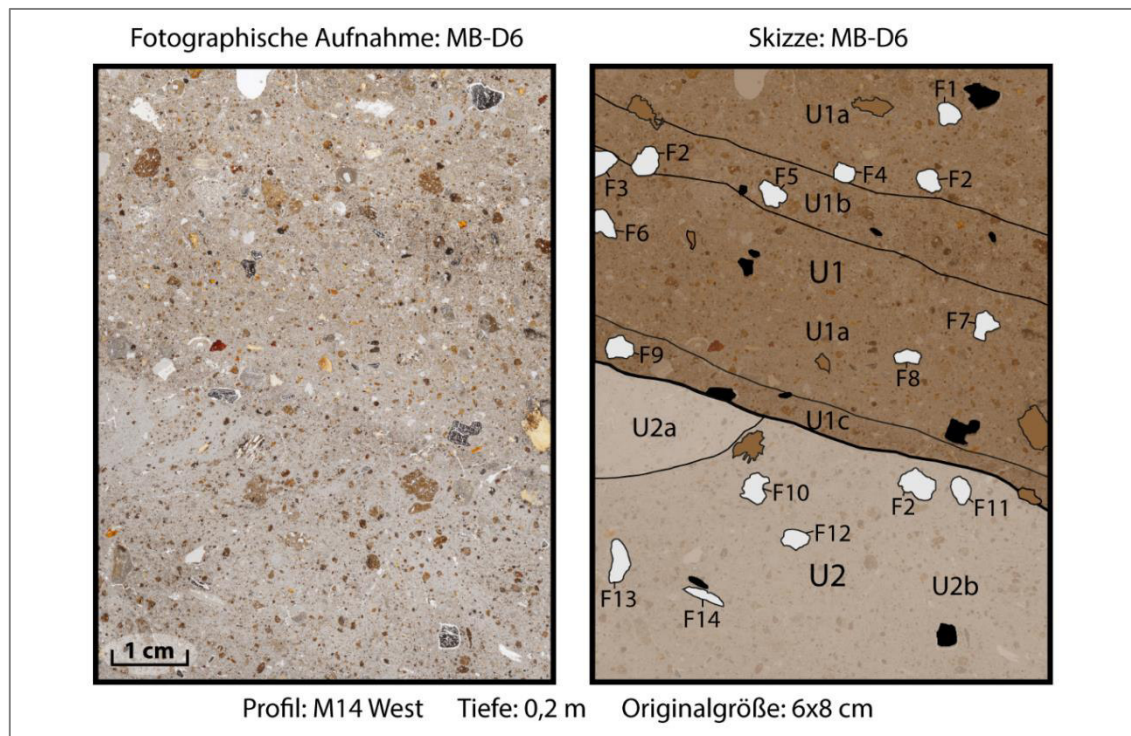 Fotographische Aufnahme: MB-D6
Skizze: MB-D6
F1
U1a
F2
F4
F2
F3
F5
U1b
F6
U1
F7
U1a
F9
F8
U1c
U2a
F10
F2
F11
F12
U2
U2b
F13
F14
1 cm
Profil: M14 West Tiefe: 0,2 m Originalgröße: 6x8 cm